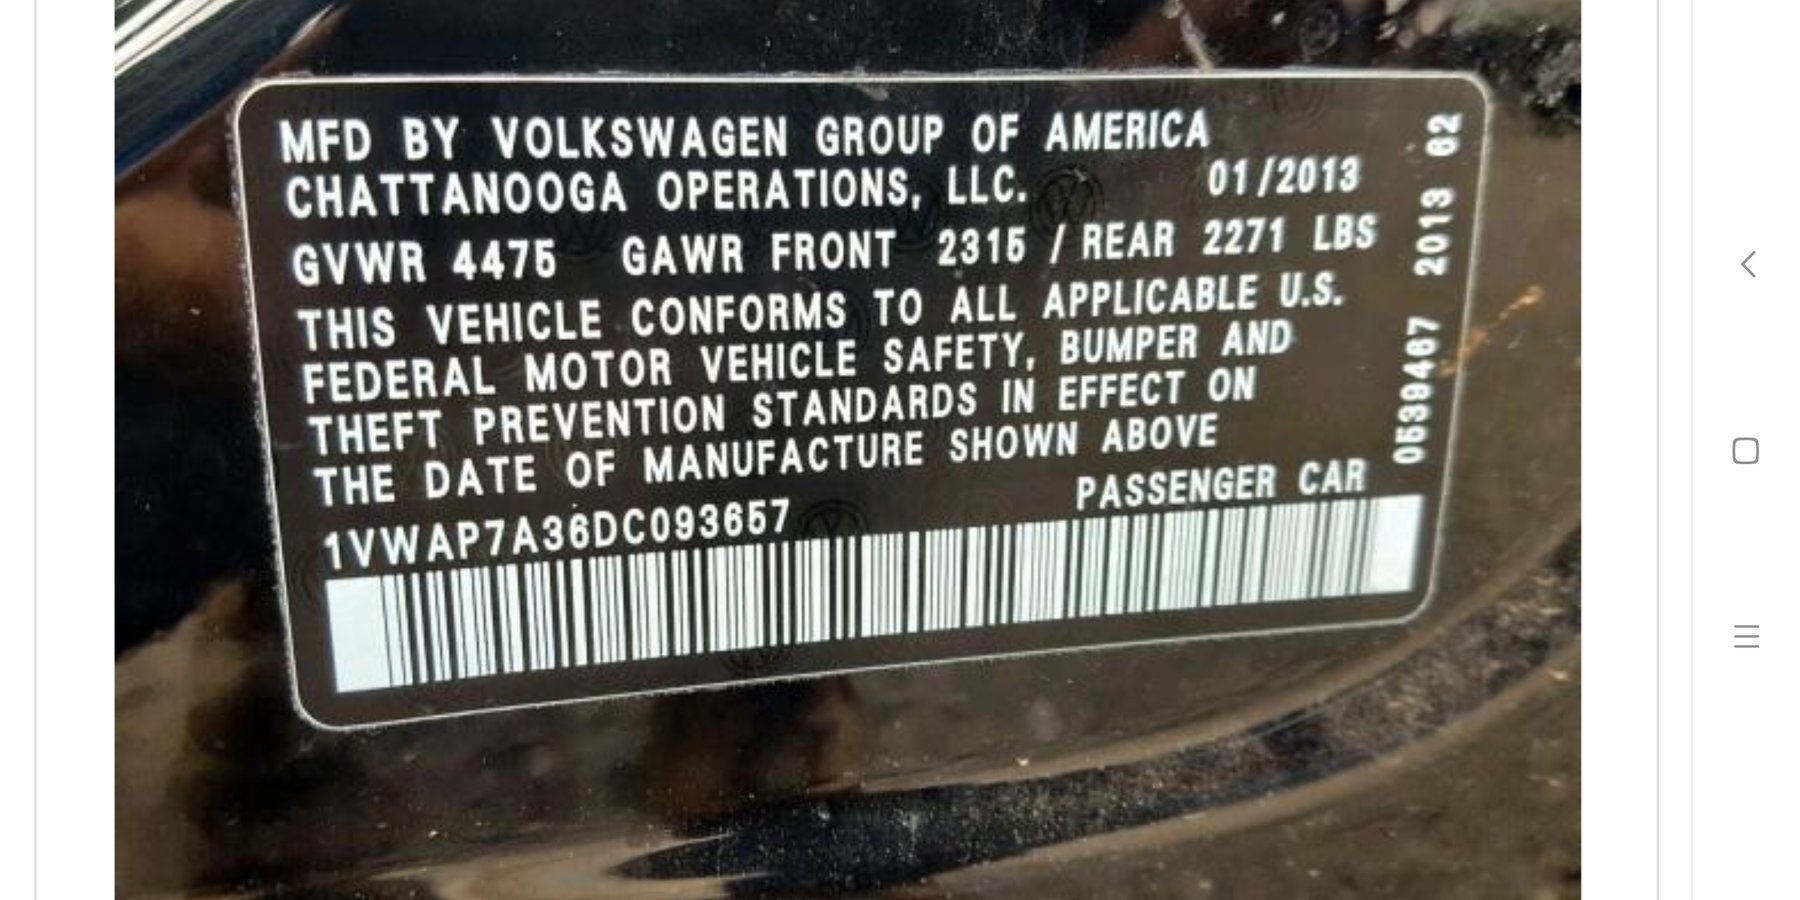 MFD BY VOLKSWAGEN GROUP OF AMERICA
CHATTANOOGA OPERATIONS, LLC. 01/2013
GVWR 4475 GAWR FRONT 2315 / REAR 2271 LBS
THIS VEHICLE CONFORMS TO ALL APPLICABLE U.S.
FEDERAL MOTOR VEHICLE SAFETY, BUMPER AND
THEFT PREVENTION STANDARDS IN EFFECT ON
THE DATE OF MANUFACTURE SHOWN ABOVE
PASSENGER CAR
1VWAP7A36DC093657
0539467 2013 62